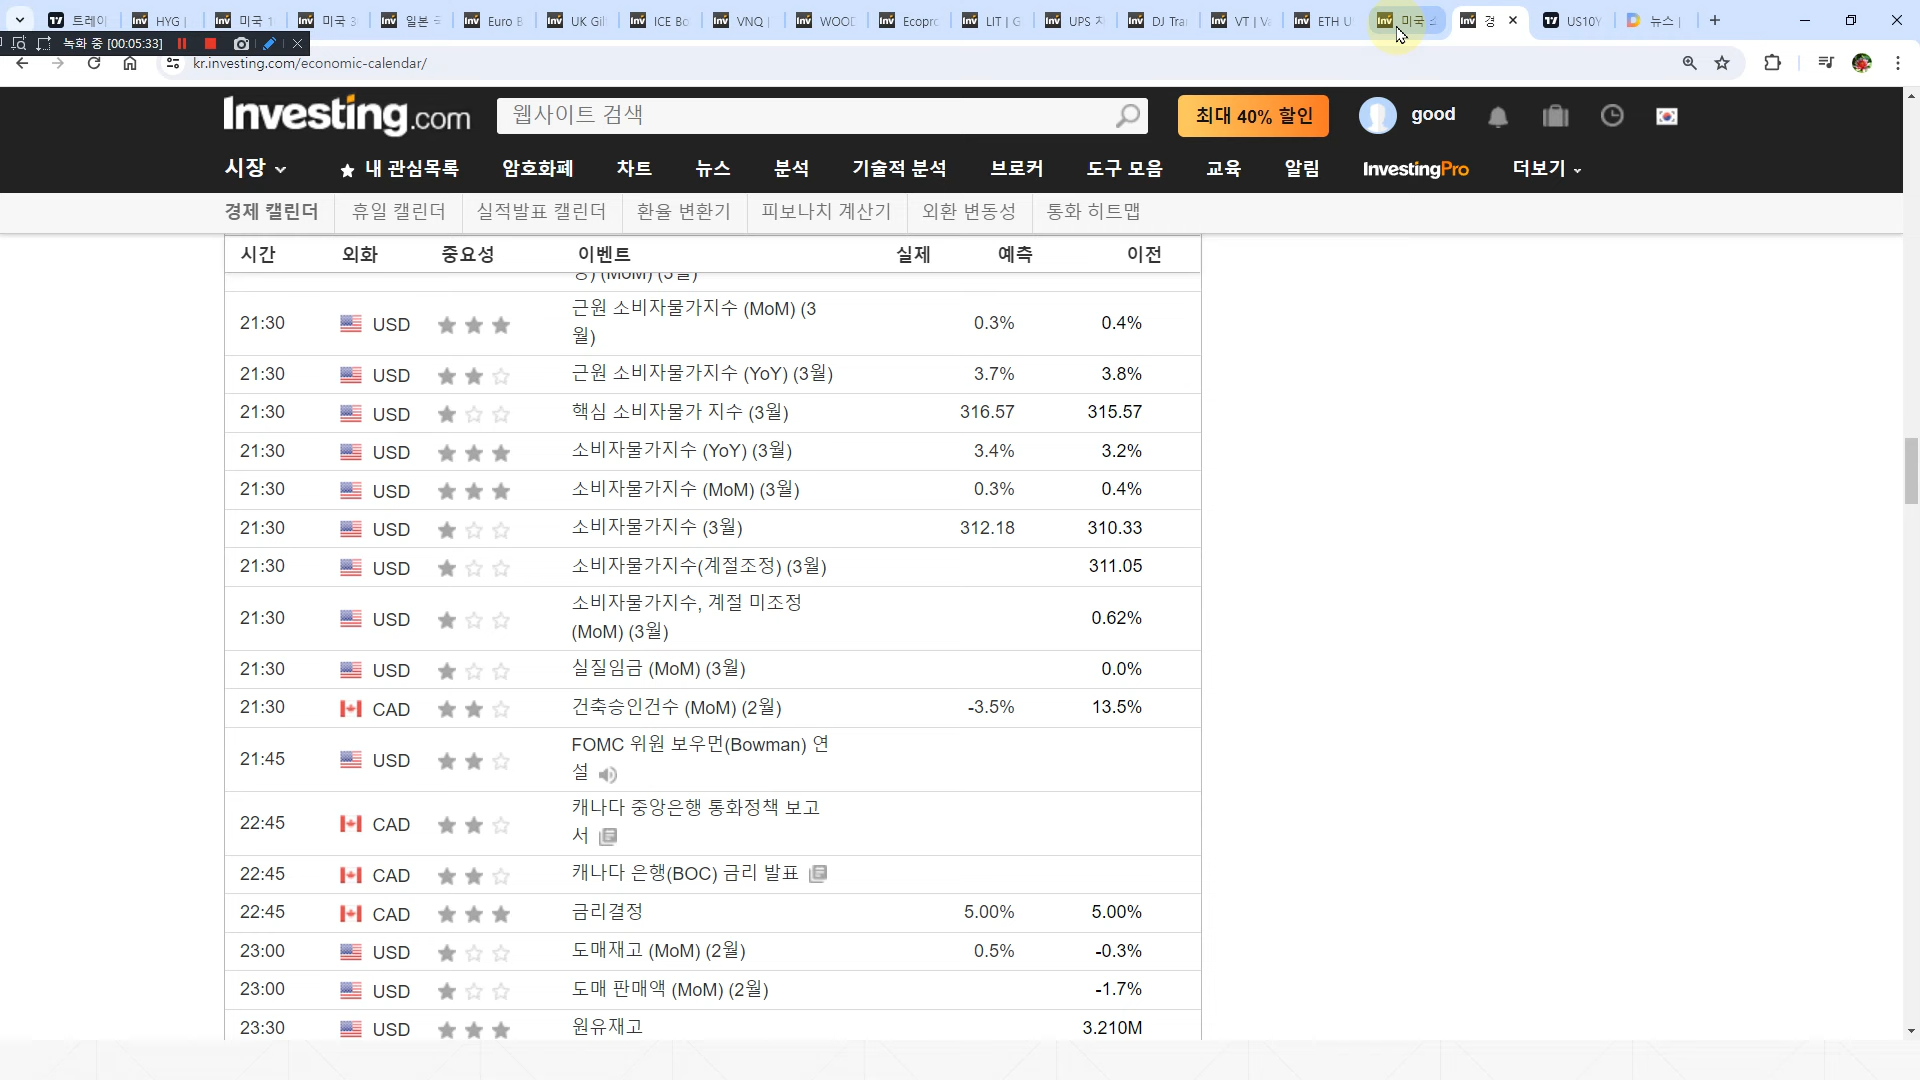 트레이
HYG |
미국 1
미국 3
일본 국
Euro B
UK Gil
ICE Bo
VNQ |
WOOD
Ecopro
LIT | G
UPS 지
DJ Tra
VT | Va
ETH U
미국 소
경
US10Y
뉴스 |
녹화 중 [00:05:33]
kr.investing.com/economic-calendar/
Investing.com
웹사이트 검색
최대 40% 할인
good
시장
내 관심목록
암호화폐
차트
뉴스
분석
기술적 분석
브로커
도구 모음
교육
알림
InvestingPro
더보기
경제 캘린더
휴일 캘린더
실적발표 캘린더
환율 변환기
피보나치 계산기
외환 변동성
통화 히트맵
시간 외화 중요성 이벤트 실제 예측 이전
21:30 USD 근원 소비자물가지수 (MoM) (3 0.3% 0.4%
월)
21:30 USD 근원 소비자물가지수 (YoY) (3월) 3.7% 3.8%
21:30 USD 핵심 소비자물가 지수 (3월) 316.57 315.57
21:30 USD 소비자물가지수 (YoY) (3월) 3.4% 3.2%
21:30 USD 소비자물가지수 (MoM) (3월) 0.3% 0.4%
21:30 USD 소비자물가지수 (3월) 312.18 310.33
21:30 USD 소비자물가지수(계절조정) (3월) 311.05
21:30 USD 소비자물가지수, 계절 미조정 0.62%
(MoM) (3월)
21:30 USD 실질임금 (MoM) (3월) 0.0%
21:30 CAD 건축승인건수 (MoM) (2월) -3.5% 13.5%
21:45 USD FOMC 위원 보우먼(Bowman) 연
설
22:45 CAD 캐나다 중앙은행 통화정책 보고
서
22:45 CAD 캐나다 은행(BOC) 금리 발표
22:45 CAD 금리결정 5.00% 5.00%
23:00 USD 도매재고 (MoM) (2월) 0.5% -0.3%
23:00 USD 도매 판매액 (MoM) (2월) -1.7%
23:30 USD 원유재고 3.210M